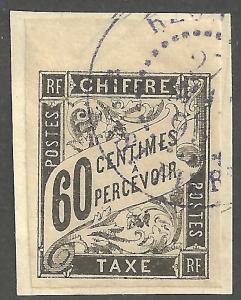 RF CHIFFRE RF
POSTES
60 CENTIMES
À
PERCEVOIR
POSTES
TAXE RF